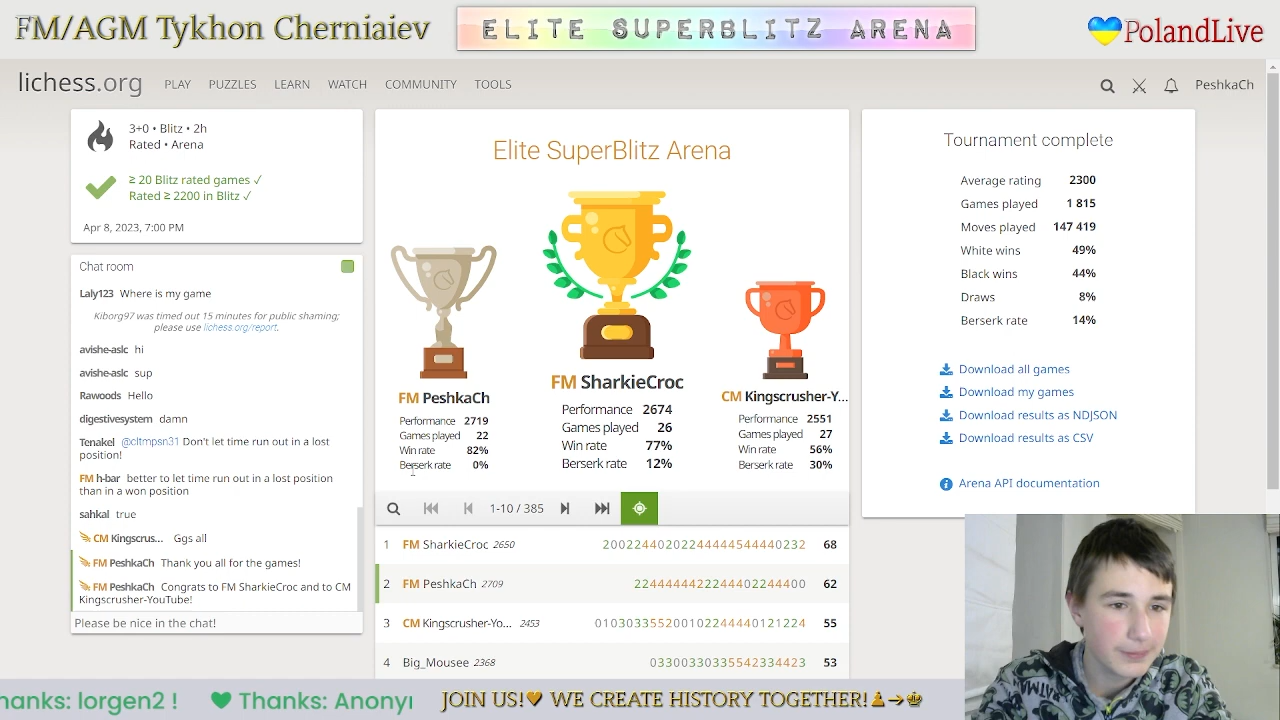 FM/AGM Tykhon Cherniaiev
ELITE SUPERBLITZ ARENA
PolandLive
lichess.org
PLAY PUZZLES LEARN WATCH COMMUNITY TOOLS
PeshkaCh
3+0 • Blitz • 2h
Rated • Arena
≥ 20 Blitz rated games ✓
Rated ≥ 2200 in Blitz ✓
Apr 8, 2023, 7:00 PM
Chat room
Laly123 Where is my game
Kiborg97 was timed out 15 minutes for public shaming;
please use lichess.org/report.
avishe-aslc hi
avishe-aslc sup
Rawoods Hello
digestivesystem damn
Tenakel @cltmpsn31 Don't let time run out in a lost
position!
FM h-bar better to let time run out in a lost position
than in a won position
sahkal true
CM Kingscrus... Ggs all
FM PeshkaCh Thank you all for the games!
FM PeshkaCh Congrats to FM SharkieCroc and to CM
Kingscrusher-YouTube!
Please be nice in the chat!
Elite SuperBlitz Arena
FM PeshkaCh
Performance 2719
Games played 22
Win rate 82%
Berserk rate 0%
FM SharkieCroc
Performance 2674
Games played 26
Win rate 77%
Berserk rate 12%
CM Kingscrusher-Y...
Performance 2551
Games played 27
Win rate 56%
Berserk rate 30%
1-10 / 385
1 FM SharkieCroc 2650 20022440202244444544440232 68
2 FM PeshkaCh 2709 2244444422244402244400 62
3 CM Kingscrusher-Yo... 2453 010303355200102244440121224 55
4 Big_Mousee 2368 0330033033554233 4423 53
Tournament complete
Average rating 2300
Games played 1 815
Moves played 147 419
White wins 49%
Black wins 44%
Draws 8%
Berserk rate 14%
Download all games
Download my games
Download results as NDJSON
Download results as CSV
Arena API documentation
hanks: lorgen2 ! Thanks: Anonyı
JOIN US! WE CREATE HISTORY TOGETHER!